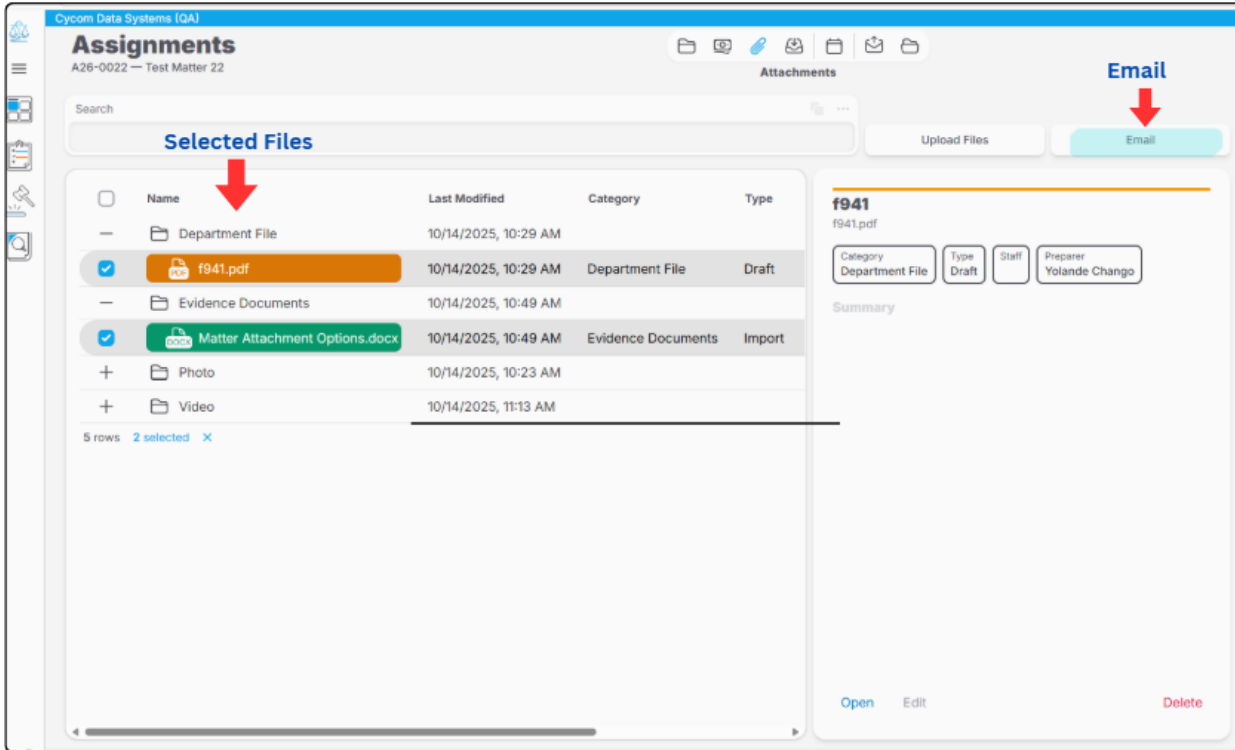 Cycom Data Systems (QA)
Assignments
A26-0022 — Test Matter 22
Attachments
Email
Search
Selected Files
Upload Files
Email
Name Last Modified Category Type
Department File 10/14/2025, 10:29 AM
PDF f941.pdf 10/14/2025, 10:29 AM Department File Draft
Evidence Documents 10/14/2025, 10:49 AM
DOCX Matter Attachment Options.docx 10/14/2025, 10:49 AM Evidence Documents Import
Photo 10/14/2025, 10:23 AM
Video 10/14/2025, 11:13 AM
5 rows 2 selected
f941
f941.pdf
Category Type Staff Preparer
Department File Draft Yolande Chango
Summary
Open Edit Delete